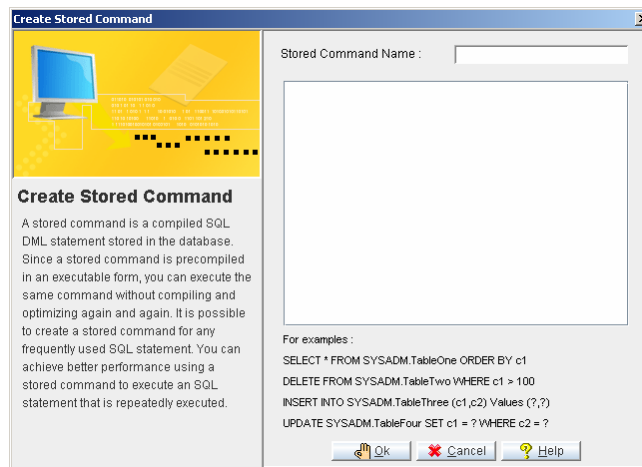 Create Stored Command
Stored Command Name :
Create Stored Command
A stored command is a compiled SQL
DML statement stored in the database.
Since a stored command is precompiled
in an executable form, you can execute the
same command without compiling and
optimizing again and again. It is possible
to create a stored command for any
frequently used SQL statement. You can
achieve better performance using a
stored command to execute an SQL
statement that is repeatedly executed.
For examples :
SELECT * FROM SYSADM.TableOne ORDER BY c1
DELETE FROM SYSADM.TableTwo WHERE c1 > 100
INSERT INTO SYSADM.TableThree (c1,c2) Values (?,?)
UPDATE SYSADM.TableFour SET c1 = ? WHERE c2 = ?
Ok Cancel Help